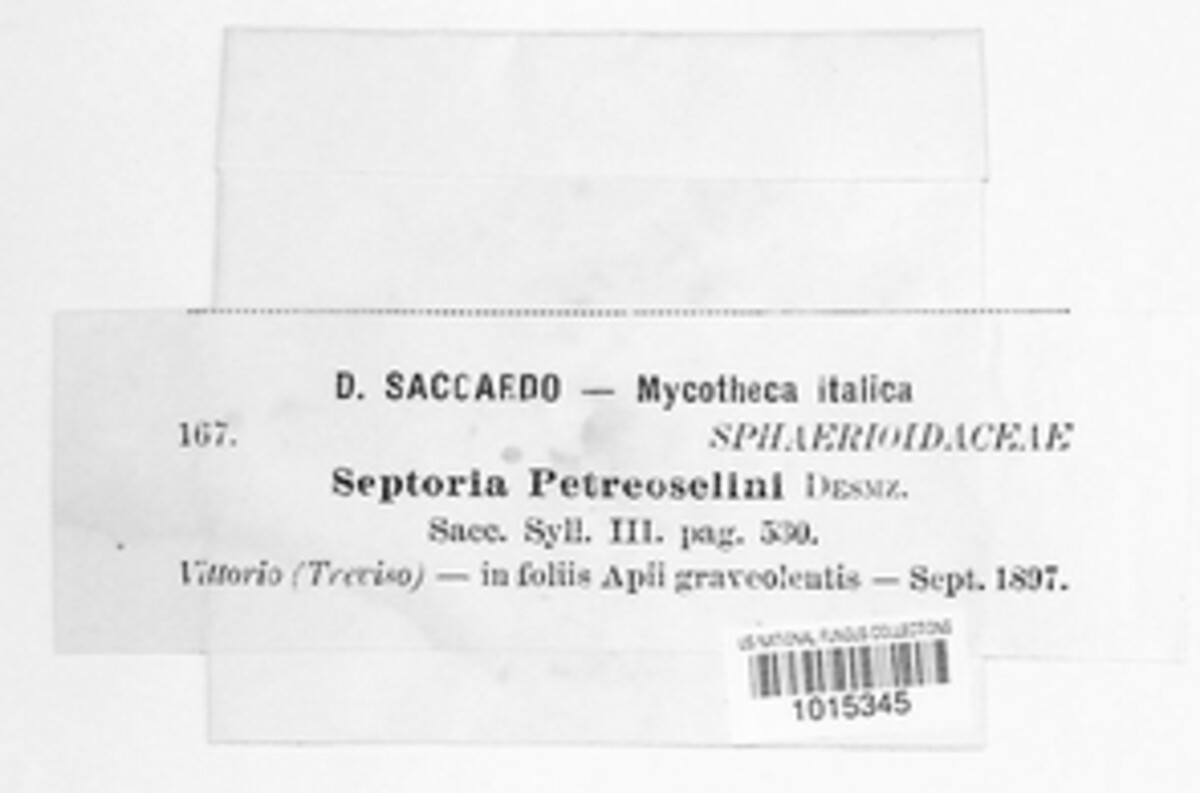 D. SACCARDO — Mycotheca italica
167. SPHAERIOIDACEAE
Septoria Petreoselini DESMZ.
Sacc. Syll. III. pag. 530.
Vittorio (Treviso) — in foliis Apii graveolentis — Sept. 1897.
US NATIONAL FUNGUS COLLECTIONS
1015345